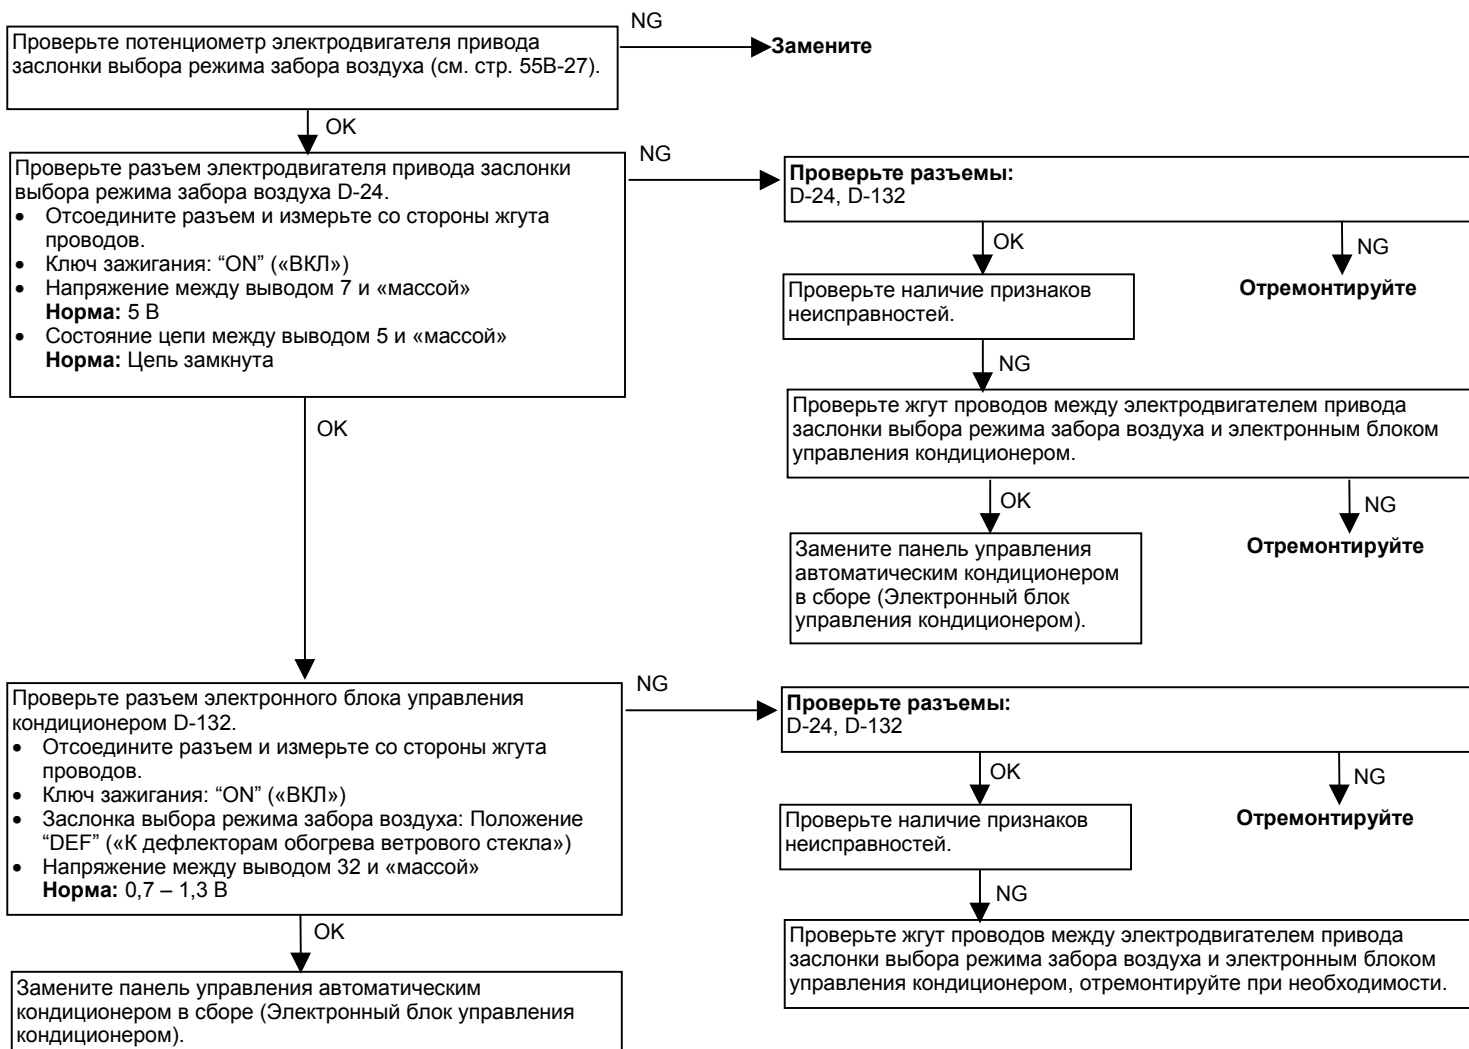 Проверьте потенциометр электродвигателя привода
заслонки выбора режима забора воздуха (см. стр. 55B-27).
NG
Замените
OK
Проверьте разъем электродвигателя привода заслонки
выбора режима забора воздуха D-24.
• Отсоедините разъем и измерьте со стороны жгута
проводов.
• Ключ зажигания: “ON” («ВКЛ»)
• Напряжение между выводом 7 и «массой»
Норма: 5 В
• Состояние цепи между выводом 5 и «массой»
Норма: Цепь замкнута
NG
Проверьте разъемы:
D-24, D-132
OK
NG
Отремонтируйте
Проверьте наличие признаков
неисправностей.
NG
Проверьте жгут проводов между электродвигателем привода
заслонки выбора режима забора воздуха и электронным блоком
управления кондиционером.
OK
NG
Отремонтируйте
Замените панель управления
автоматическим кондиционером
в сборе (Электронный блок
управления кондиционером).
OK
Проверьте разъем электронного блока управления
кондиционером D-132.
• Отсоедините разъем и измерьте со стороны жгута
проводов.
• Ключ зажигания: “ON” («ВКЛ»)
• Заслонка выбора режима забора воздуха: Положение
“DEF” («К дефлекторам обогрева ветрового стекла»)
• Напряжение между выводом 32 и «массой»
Норма: 0,7 – 1,3 В
NG
Проверьте разъемы:
D-24, D-132
OK
NG
Отремонтируйте
Проверьте наличие признаков
неисправностей.
NG
Проверьте жгут проводов между электродвигателем привода
заслонки выбора режима забора воздуха и электронным блоком
управления кондиционером, отремонтируйте при необходимости.
OK
Замените панель управления автоматическим
кондиционером в сборе (Электронный блок управления
кондиционером).